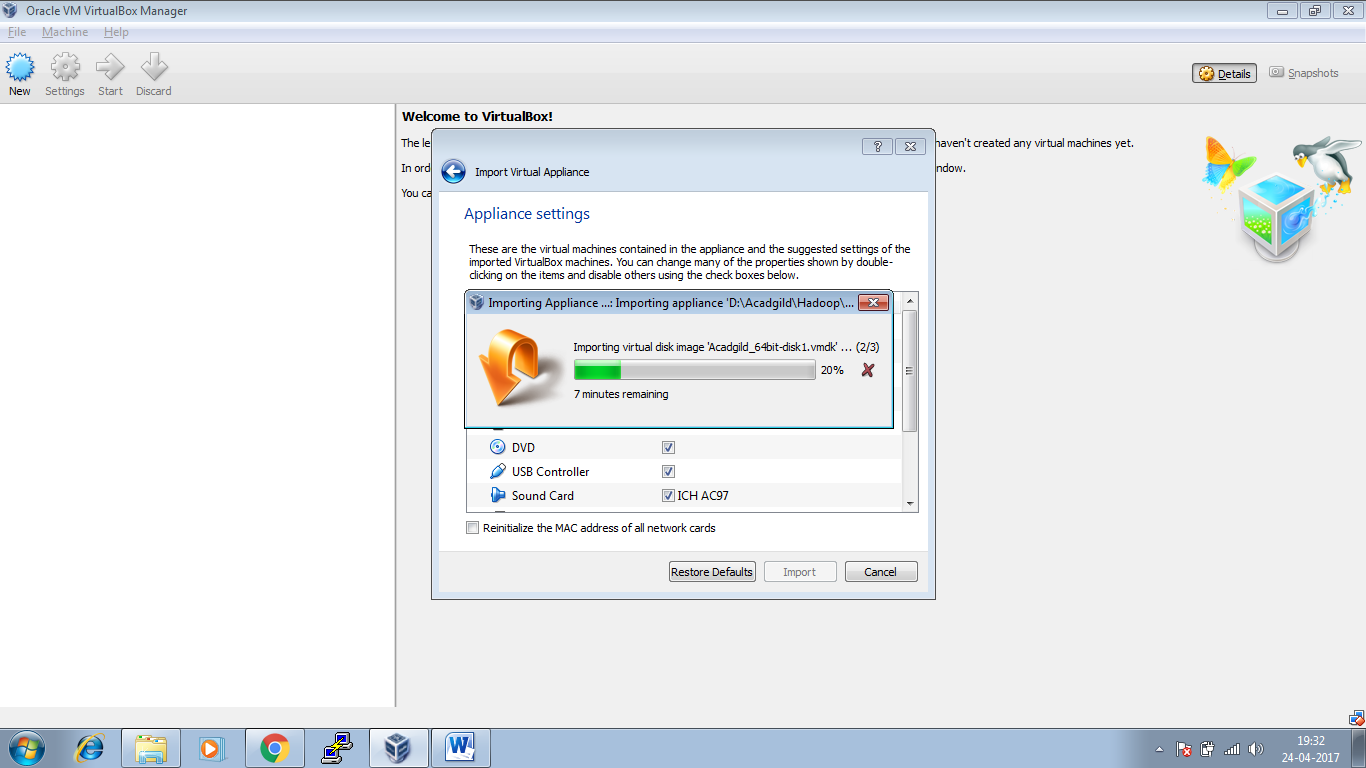 Oracle VM VirtualBox Manager
File Machine Help
New Settings Start Discard
Details Snapshots
Welcome to VirtualBox!
The le
haven't created any virtual machines yet.
In ord
ndow.
You ca
?
Import Virtual Appliance
Appliance settings
These are the virtual machines contained in the appliance and the suggested settings of the
imported VirtualBox machines. You can change many of the properties shown by double-
clicking on the items and disable others using the check boxes below.
Importing Appliance ...: Importing appliance 'D:\Acadgild\Hadoop\...
Importing virtual disk image 'Acadgild_64bit-disk1.vmdk' ... (2/3)
20%
7 minutes remaining
DVD
USB Controller
Sound Card ICH AC97
Reinitialize the MAC address of all network cards
Restore Defaults Import Cancel
19:32
24-04-2017